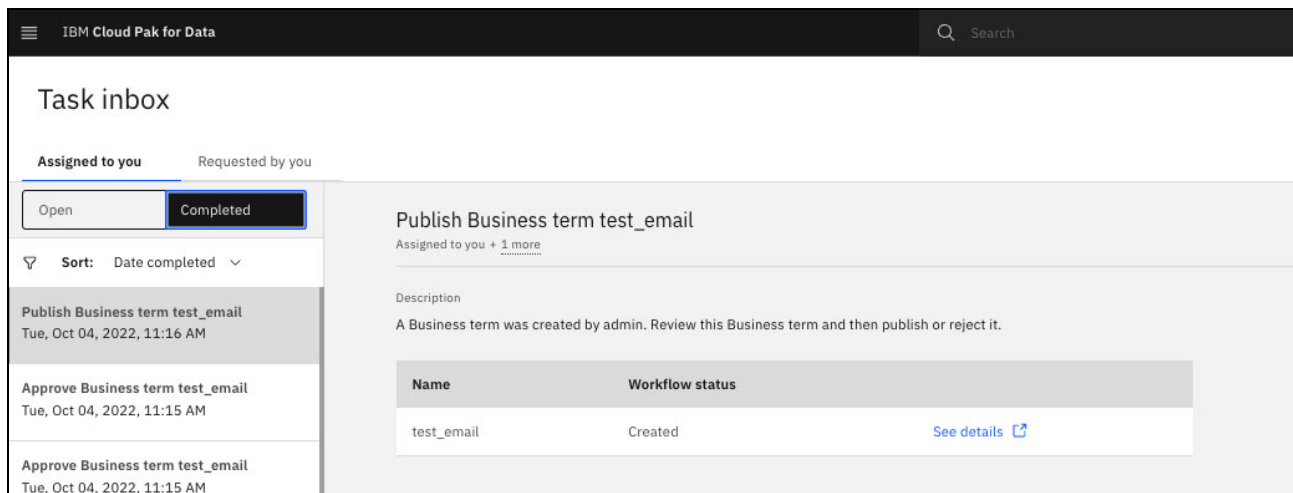 IBM Cloud Pak for Data
Search
Task inbox
Assigned to you
Requested by you
Open
Completed
Sort: Date completed
Publish Business term test_email
Tue, Oct 04, 2022, 11:16 AM
Approve Business term test_email
Tue, Oct 04, 2022, 11:15 AM
Approve Business term test_email
Tue, Oct 04, 2022, 11:15 AM
Publish Business term test_email
Assigned to you + 1 more
Description
A Business term was created by admin. Review this Business term and then publish or reject it.
Name Workflow status
test_email Created See details